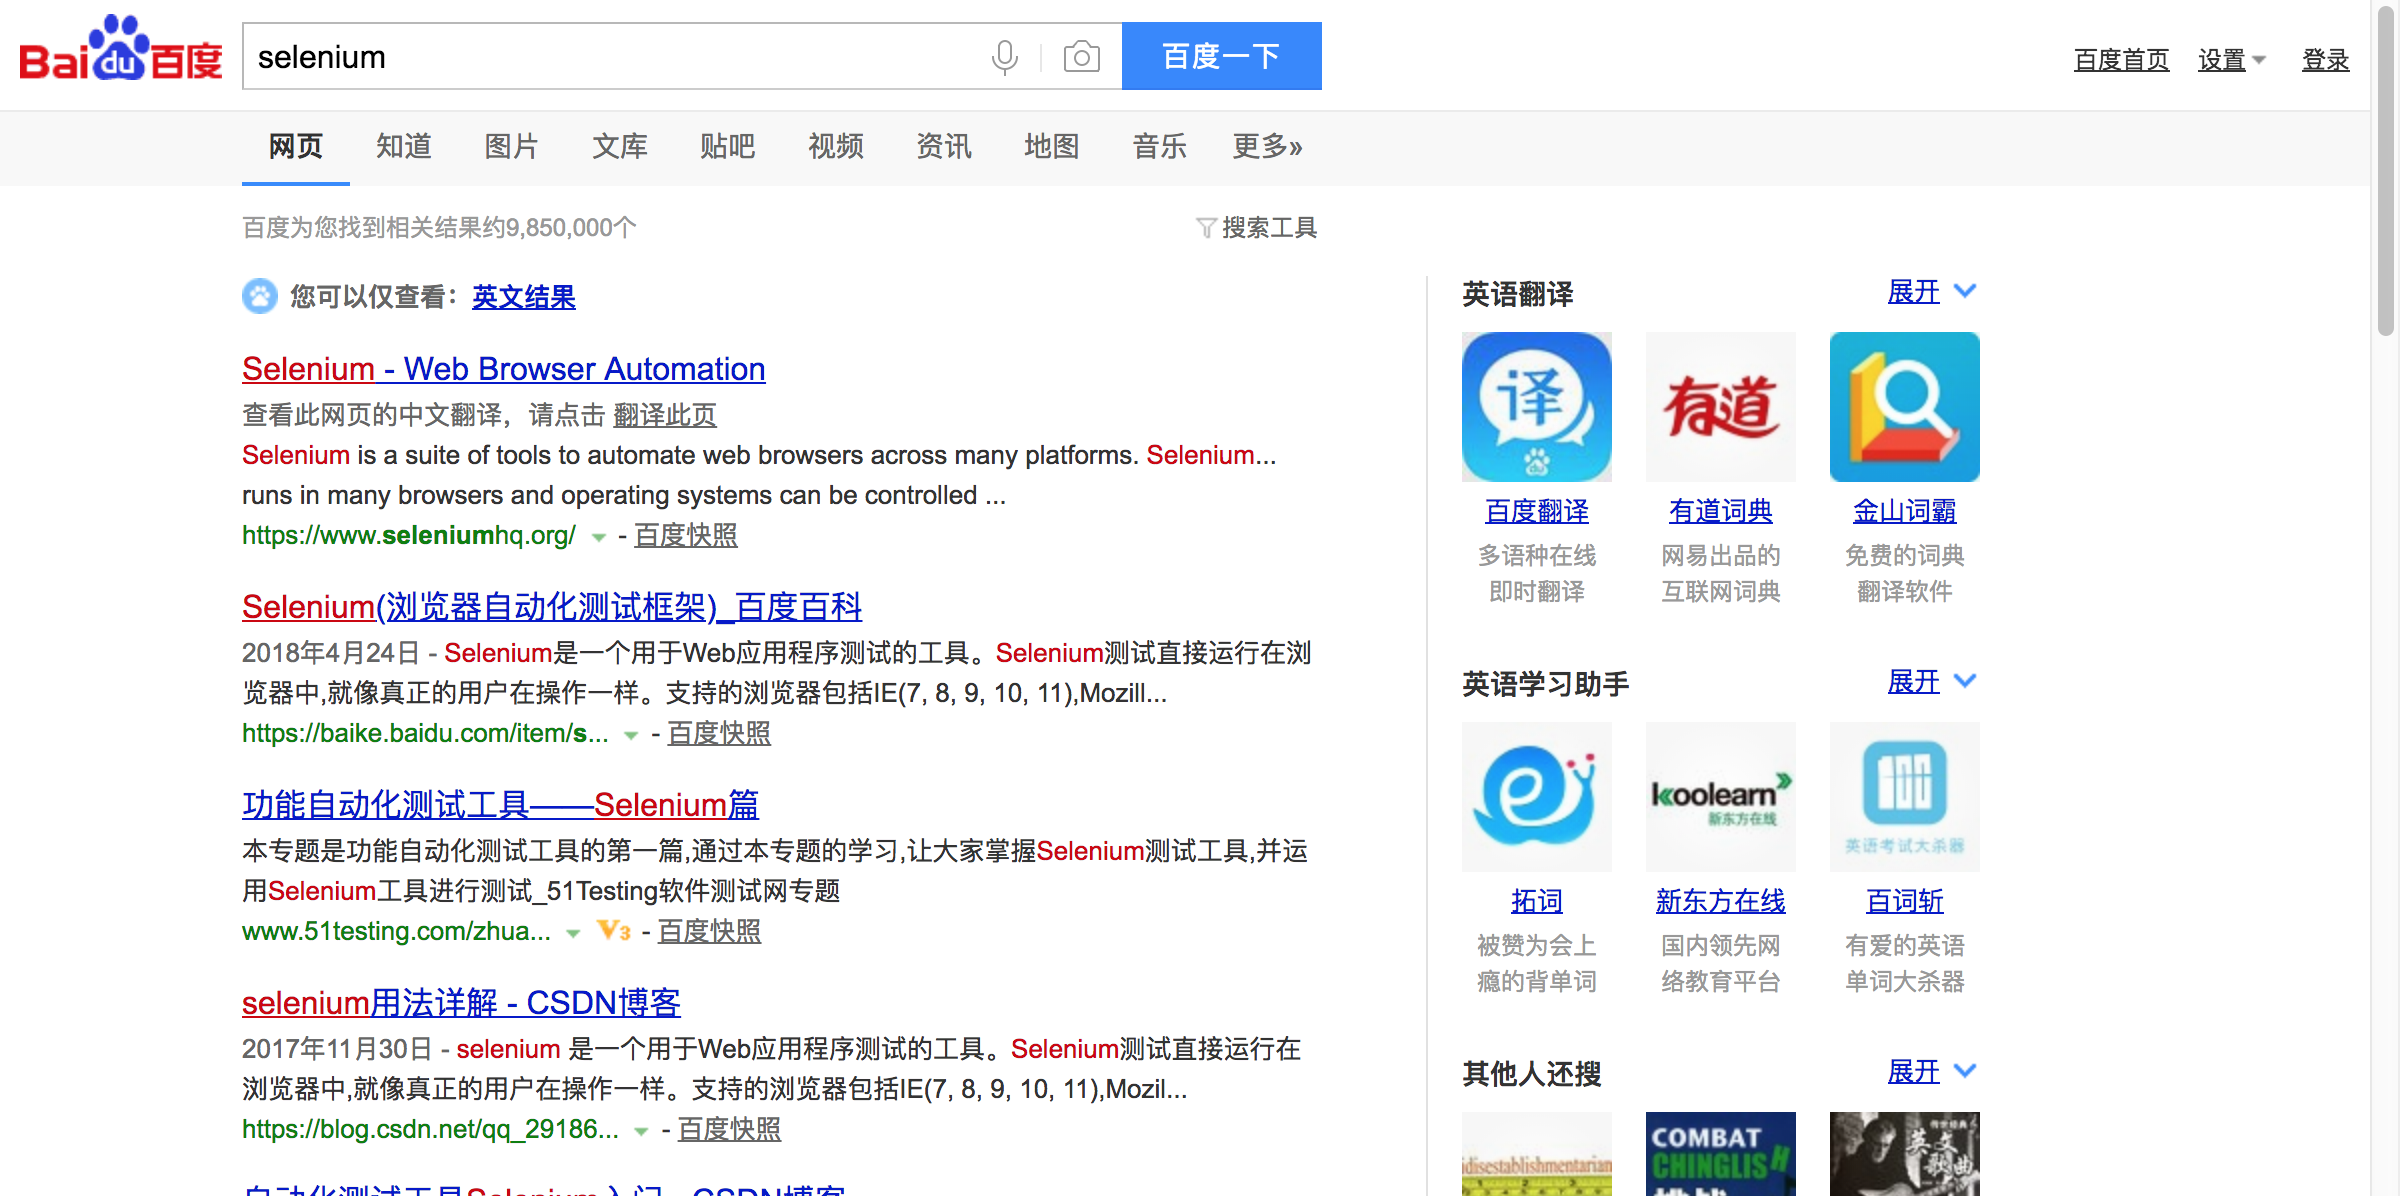 Bai du 百度
selenium
百度一下
百度首页 设置 登录
网页 知道 图片 文库 贴吧 视频 资讯 地图 音乐 更多»
百度为您找到相关结果约9,850,000个
搜索工具
您可以仅查看：英文结果
Selenium - Web Browser Automation
查看此网页的中文翻译，请点击 翻译此页
Selenium is a suite of tools to automate web browsers across many platforms. Selenium...
runs in many browsers and operating systems can be controlled ...
https://www.seleniumhq.org/ - 百度快照
Selenium(浏览器自动化测试框架)_百度百科
2018年4月24日 - Selenium是一个用于Web应用程序测试的工具。Selenium测试直接运行在浏
览器中,就像真正的用户在操作一样。支持的浏览器包括IE(7, 8, 9, 10, 11),Mozill...
https://baike.baidu.com/item/s... - 百度快照
功能自动化测试工具——Selenium篇
本专题是功能自动化测试工具的第一篇,通过本专题的学习,让大家掌握Selenium测试工具,并运
用Selenium工具进行测试_51Testing软件测试网专题
www.51testing.com/zhua... V3 - 百度快照
selenium用法详解 - CSDN博客
2017年11月30日 - selenium 是一个用于Web应用程序测试的工具。Selenium测试直接运行在
浏览器中,就像真正的用户在操作一样。支持的浏览器包括IE(7, 8, 9, 10, 11),Mozil...
https://blog.csdn.net/qq_29186... - 百度快照
自动化测试工具Selenium入门 - CSDN博客
英语翻译 展开
译
du
有道
百度翻译 有道词典 金山词霸
多语种在线 网易出品的 免费的词典
即时翻译 互联网词典 翻译软件
英语学习助手 展开
koolearn
新东方在线
英语考试大杀器
拓词 新东方在线 百词斩
被赞为会上 国内领先网 有爱的英语
瘾的背单词 络教育平台 单词大杀器
其他人还搜 展开
disestablishmentarian
COMBAT
CHINGLISH
英文
歌曲